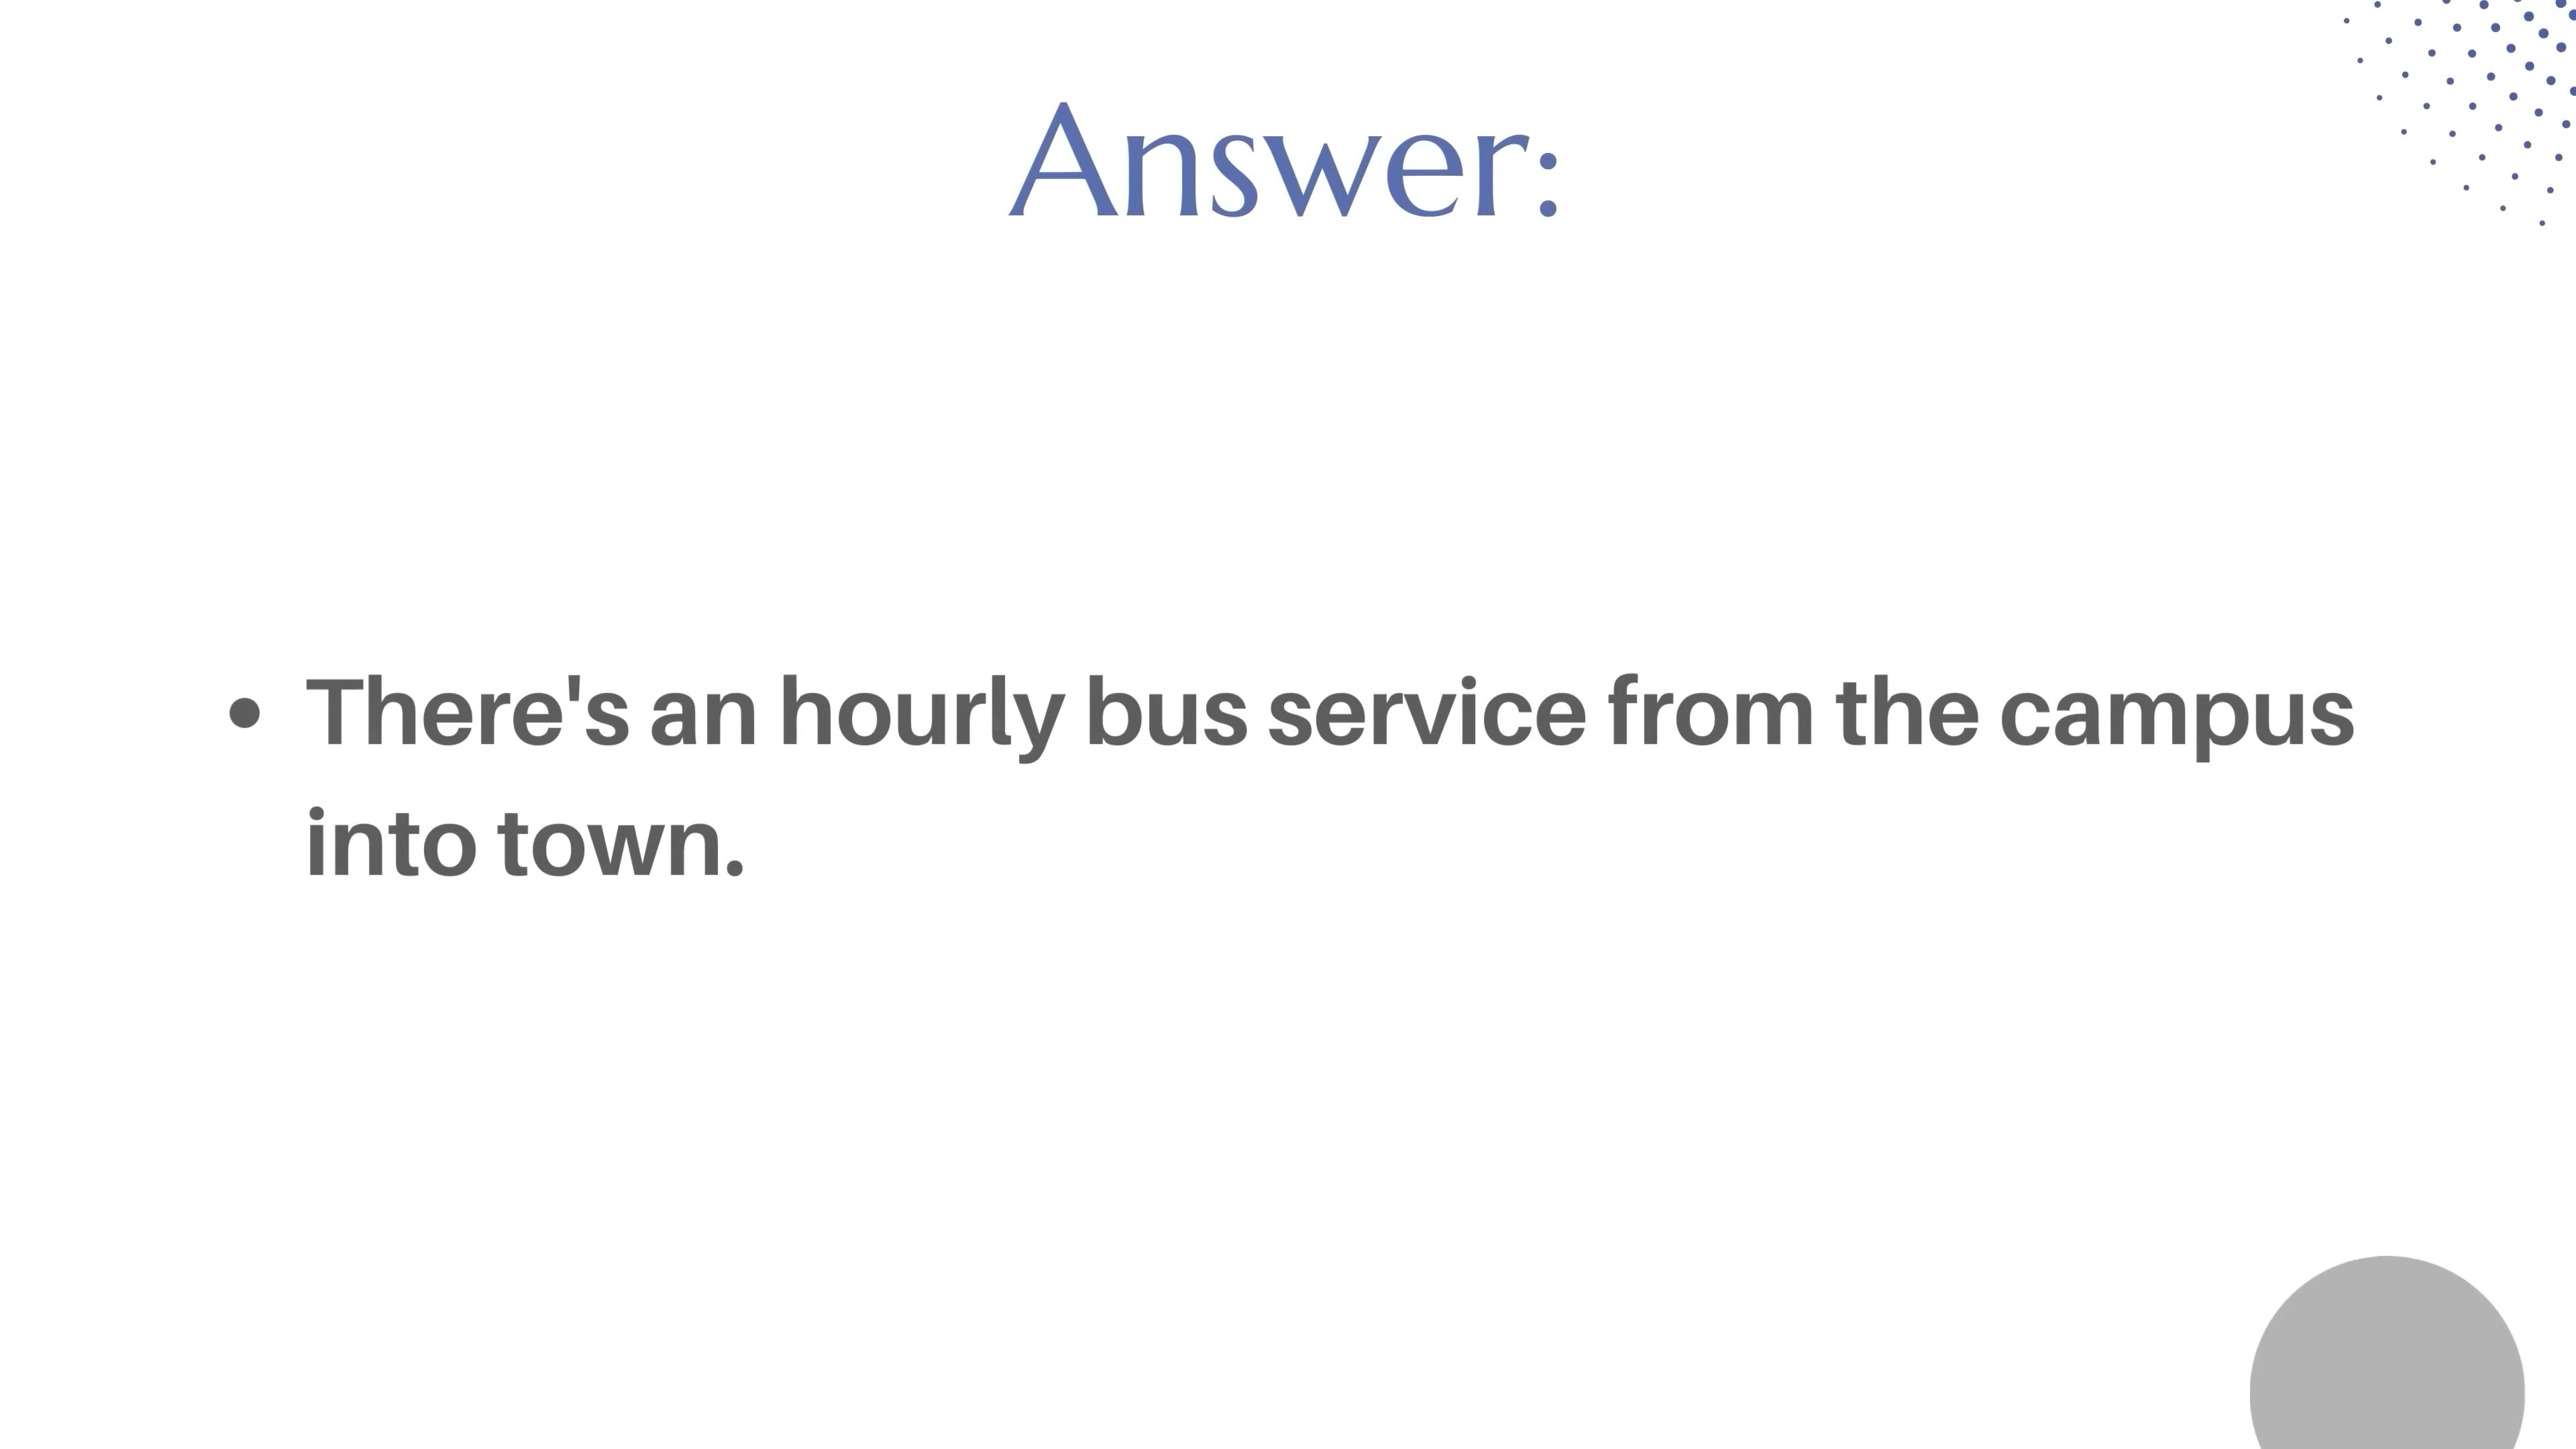 Answer:
• There's an hourly bus service from the campus
into town.